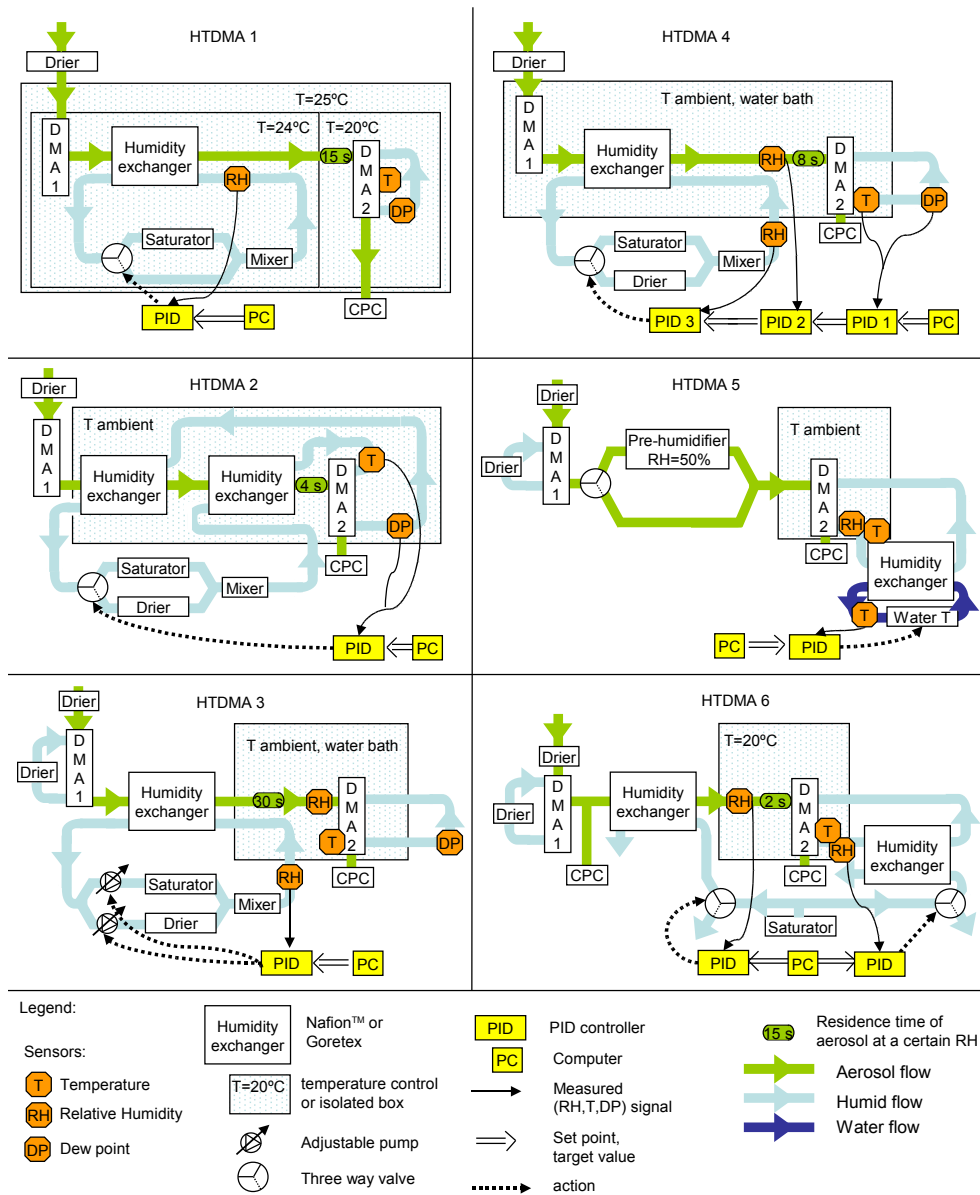 HTDMA 1
Drier
T=25ºC
T=24ºC
T=20ºC
D
M
A
1
Humidity
exchanger
15 s
D
M
A
2
T
DP
RH
Saturator
Mixer
PID
PC
CPC
HTDMA 4
Drier
T ambient, water bath
D
M
A
1
Humidity
exchanger
RH
8 s
D
M
A
2
T
DP
CPC
RH
Saturator
Drier
Mixer
PID 3
PID 2
PID 1
PC
HTDMA 2
Drier
T ambient
D
M
A
1
Humidity
exchanger
Humidity
exchanger
4 s
D
M
A
2
T
DP
CPC
Saturator
Drier
Mixer
PID
PC
HTDMA 5
Drier
Drier
D
M
A
1
Pre-humidifier
RH=50%
T ambient
D
M
A
2
RH
T
CPC
Humidity
exchanger
T
Water T
PC
PID
HTDMA 3
Drier
Drier
D
M
A
1
T ambient, water bath
Humidity
exchanger
30 s
RH
D
M
A
2
T
DP
CPC
RH
Saturator
Drier
Mixer
PID
PC
HTDMA 6
Drier
Drier
D
M
A
1
T=20ºC
Humidity
exchanger
RH
2 s
D
M
A
2
T
RH
CPC
CPC
Humidity
exchanger
Saturator
PID
PC
PID
Legend:
Sensors:
T
Temperature
RH
Relative Humidity
DP
Dew point
Humidity
exchanger
Nafion™ or
Goretex
T=20ºC
temperature control
or isolated box
Adjustable pump
Three way valve
PID
PID controller
PC
Computer
Measured
(RH,T,DP) signal
Set point,
target value
action
15 s
Residence time of
aerosol at a certain RH
Aerosol flow
Humid flow
Water flow